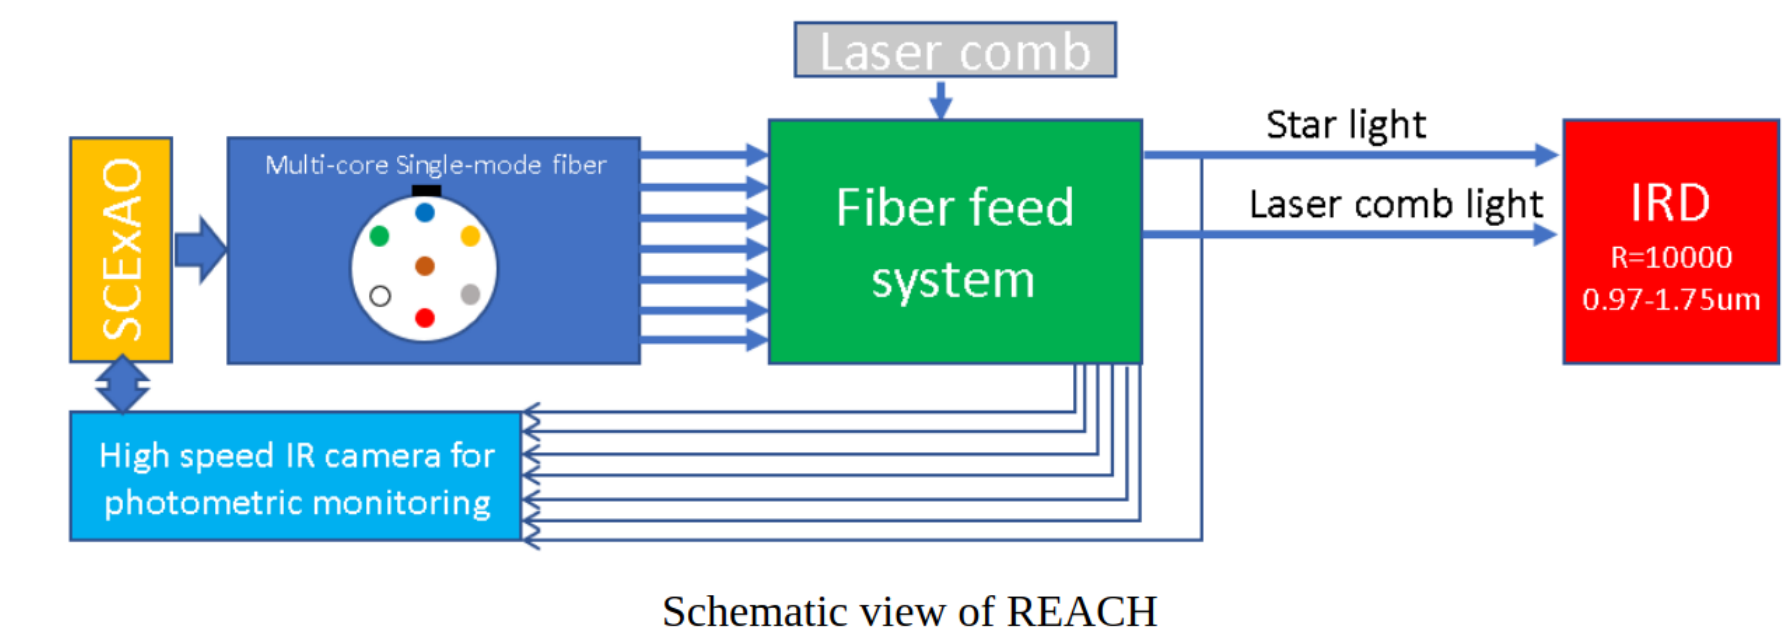 Laser comb
SCExAO
Multi-core Single-mode fiber
Fiber feed
system
Star light
Laser comb light
IRD
R=10000
0.97-1.75um
High speed IR camera for
photometric monitoring
Schematic view of REACH